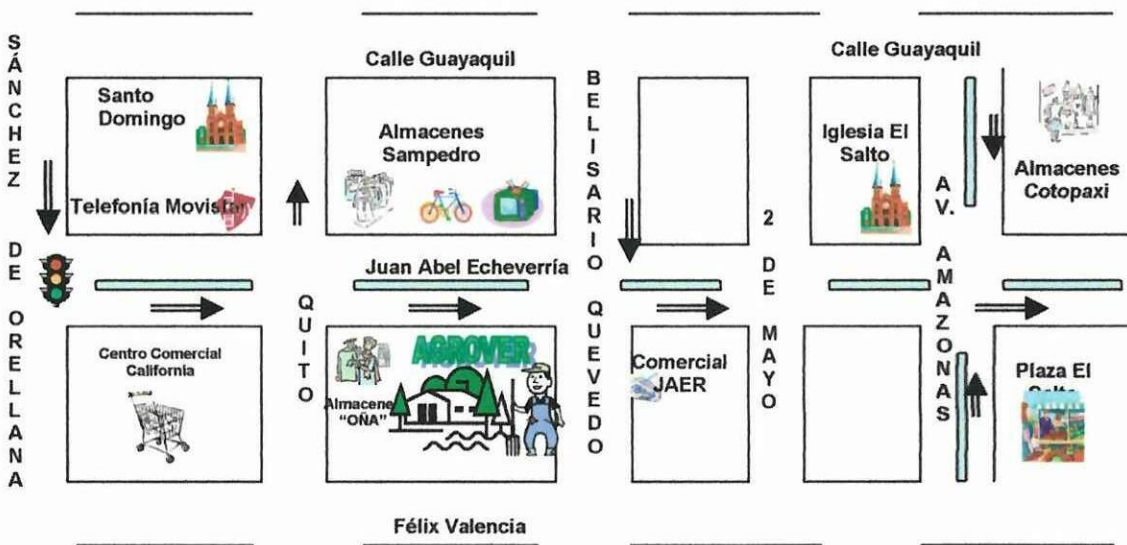 SÁNCHEZ DE ORELLANA
Calle Guayaquil
Calle Guayaquil
Santo
Domingo
Telefonía Movistar
Almacenes
Sampedro
BELISARIO QUEVEDO
2 DE MAYO
Iglesia El
Salto
AV. AMAZONAS
Almacenes
Cotopaxi
Juan Abel Echeverría
QUITO
Centro Comercial
California
AGROVER
Almacene
"OÑA"
Comercial
JAER
Plaza El
Salto
Félix Valencia